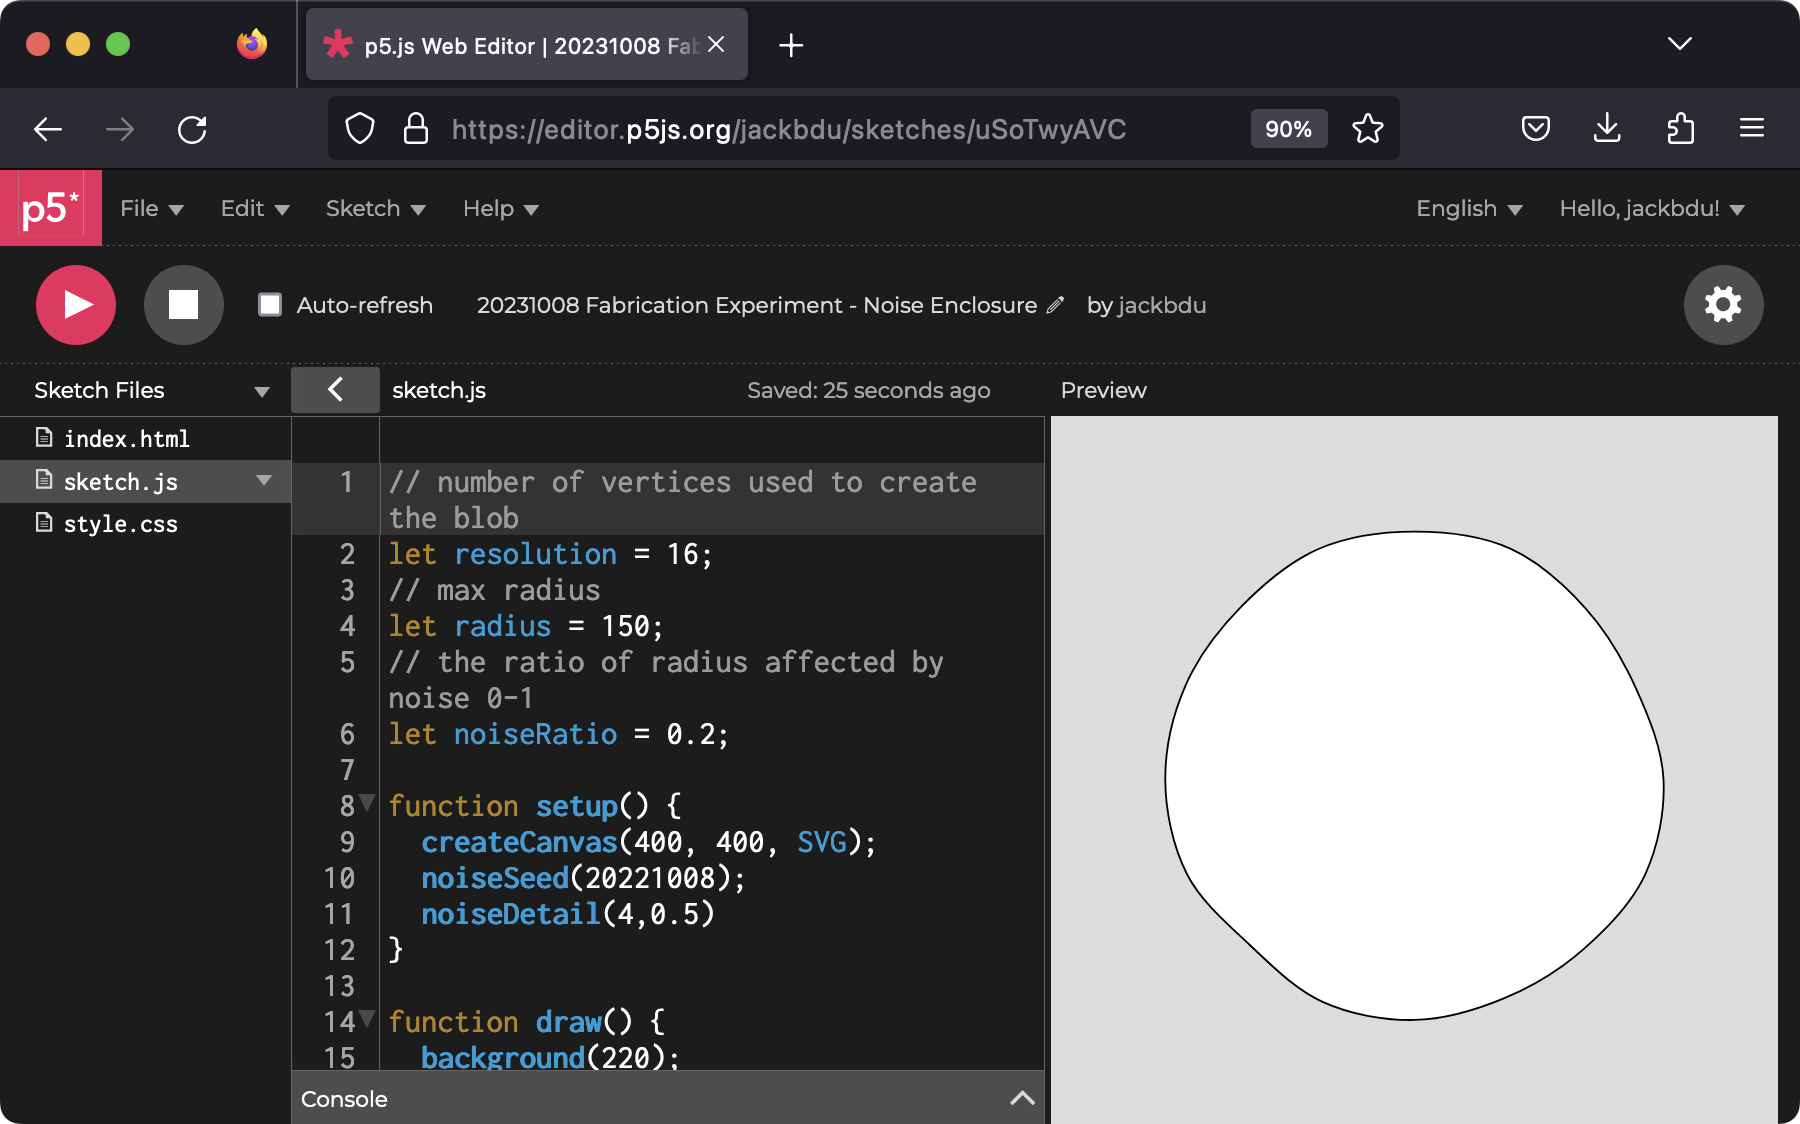 p5.js Web Editor | 20231008 Fab
https://editor.p5js.org/jackbdu/sketches/uSoTwyAVC
90%
p5*
File
Edit
Sketch
Help
English
Hello, jackbdu!
Auto-refresh
20231008 Fabrication Experiment - Noise Enclosure
by jackbdu
Sketch Files
sketch.js
Saved: 25 seconds ago
Preview
index.html
sketch.js
style.css
1 // number of vertices used to create
the blob
2 let resolution = 16;
3 // max radius
4 let radius = 150;
5 // the ratio of radius affected by
noise 0-1
6 let noiseRatio = 0.2;
7
8 function setup() {
9 createCanvas(400, 400, SVG);
10 noiseSeed(20221008);
11 noiseDetail(4,0.5)
12 }
13
14 function draw() {
15 background(220);
Console